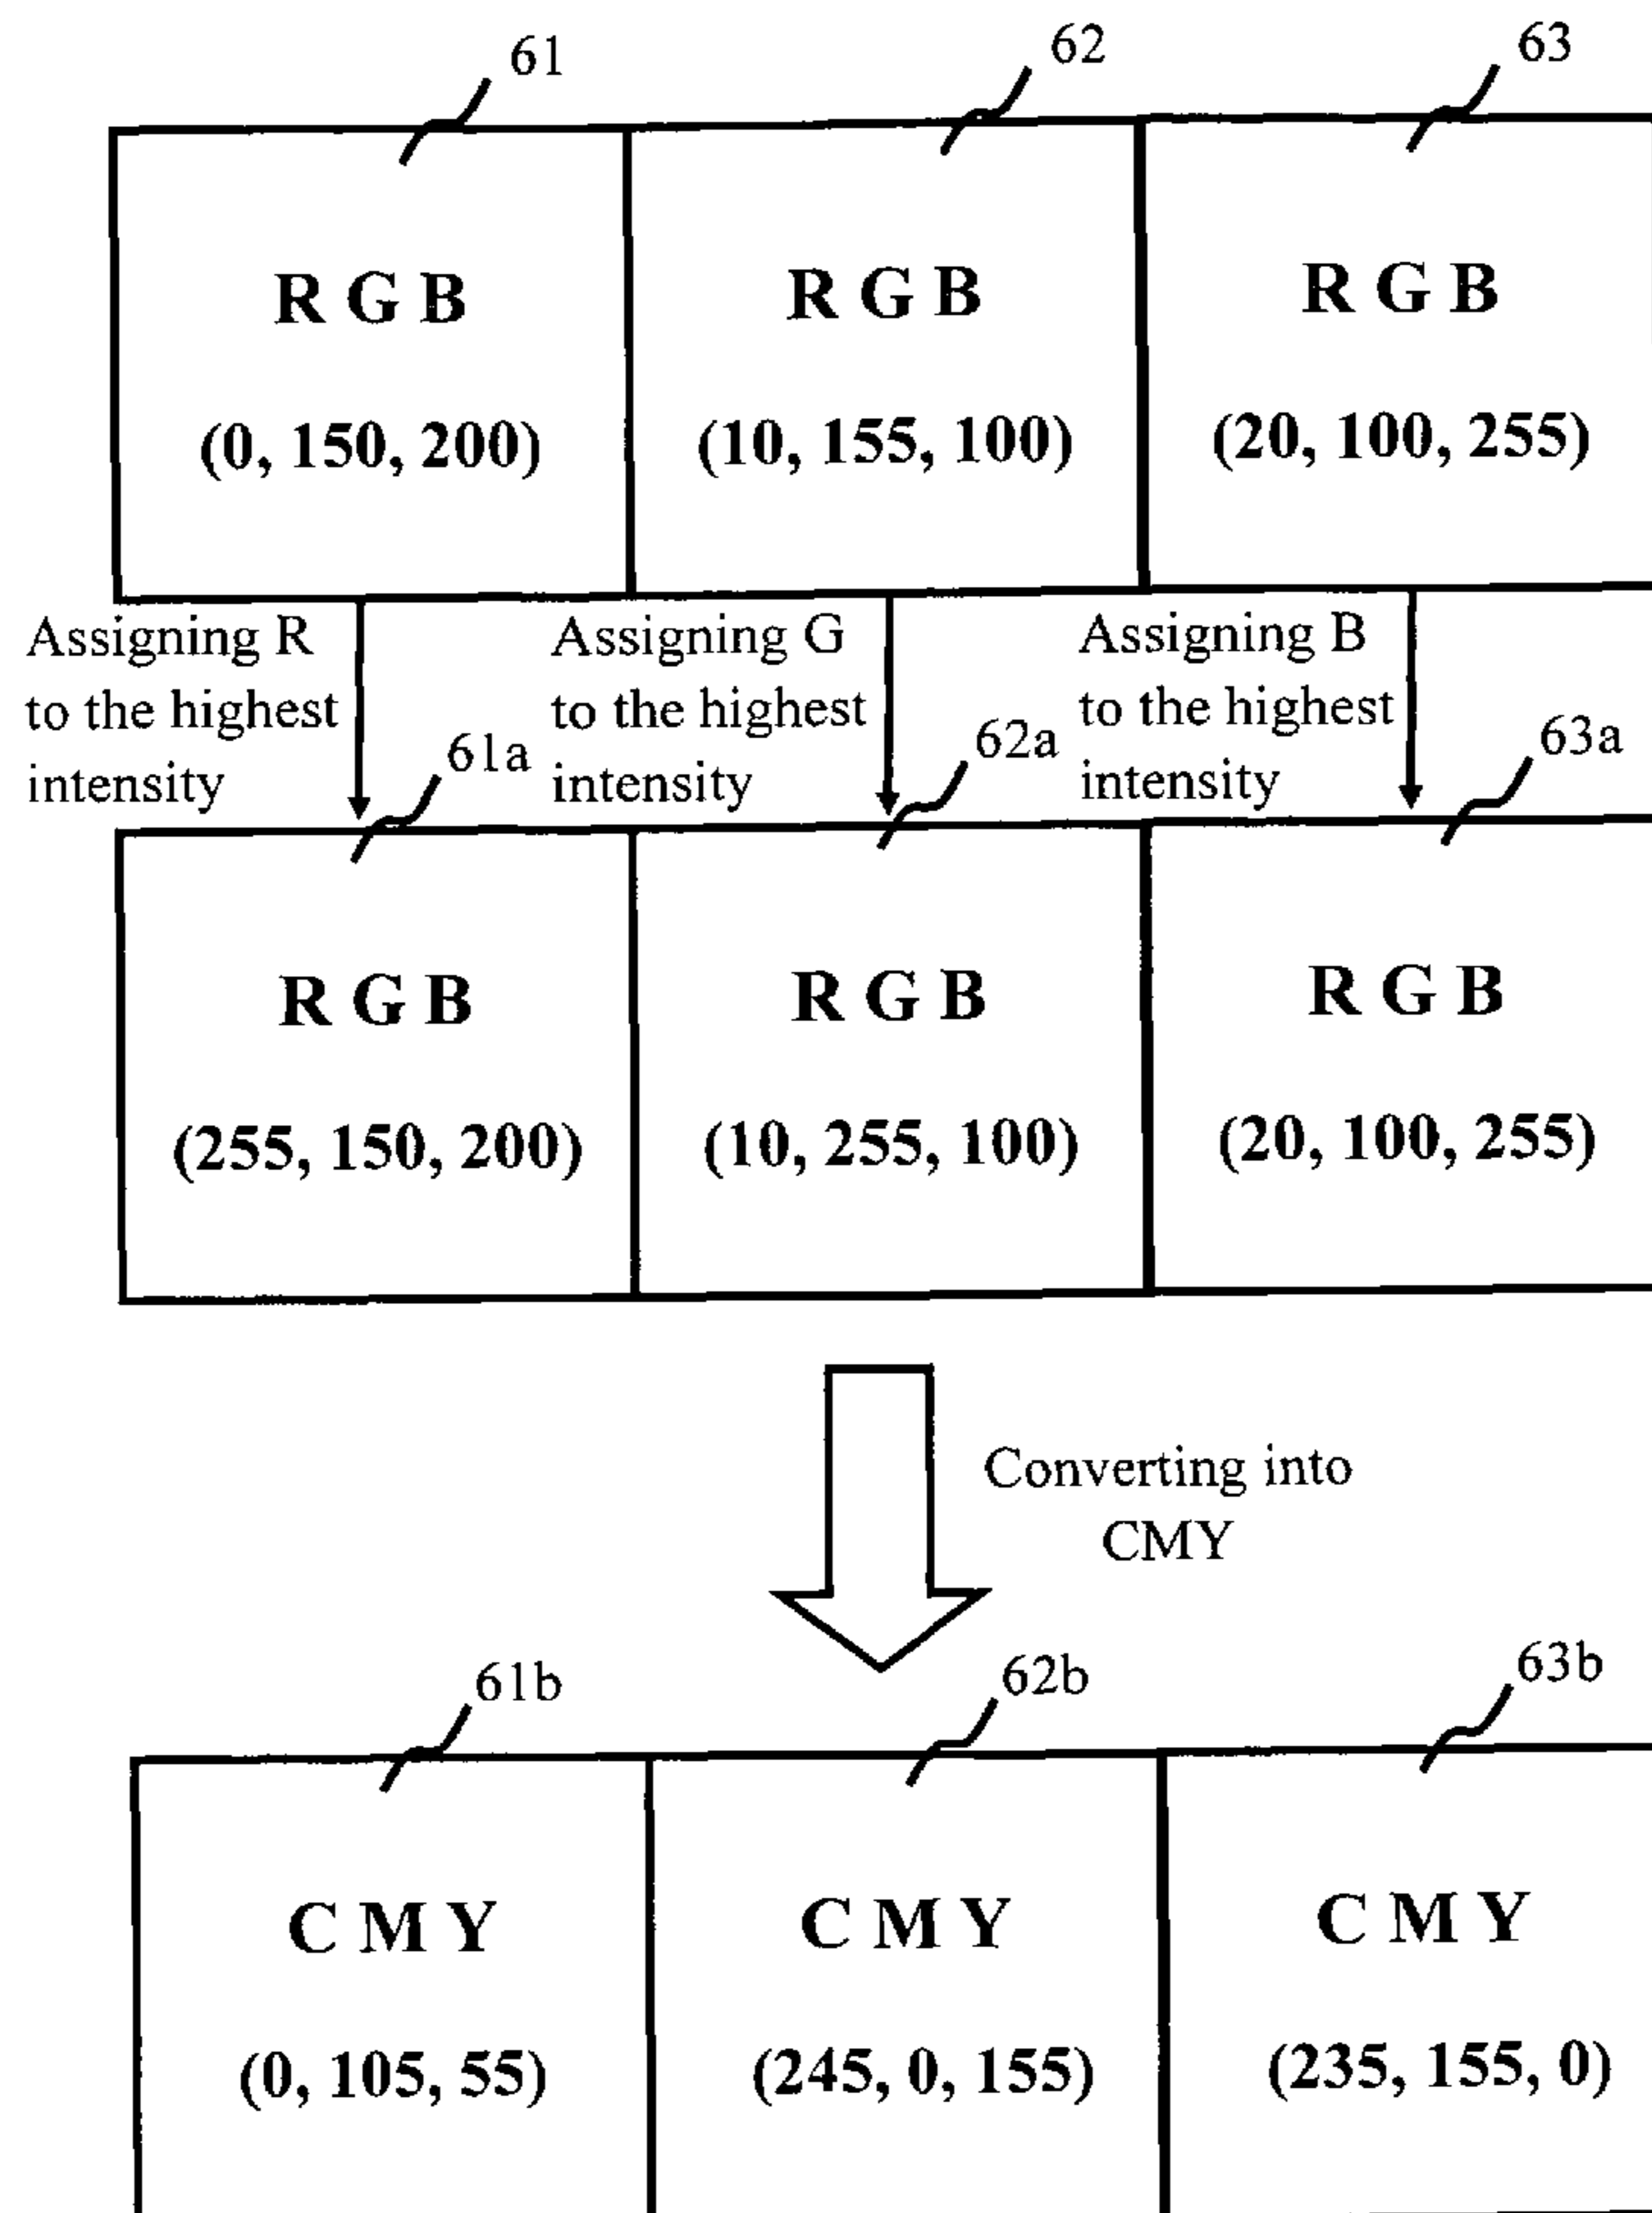 61
62
63
R G B
R G B
R G B
(0, 150, 200)
(10, 155, 100)
(20, 100, 255)
Assigning R
to the highest
intensity
Assigning G
to the highest
intensity
Assigning B
to the highest
intensity
61a
62a
63a
R G B
R G B
R G B
(255, 150, 200)
(10, 255, 100)
(20, 100, 255)
Converting into
CMY
61b
62b
63b
C M Y
C M Y
C M Y
(0, 105, 55)
(245, 0, 155)
(235, 155, 0)